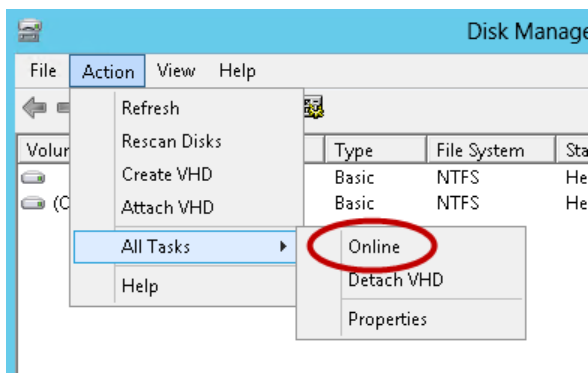 Disk Manage
File Action View Help
Refresh
Rescan Disks
Create VHD
Attach VHD
All Tasks
Help
Online
Detach VHD
Properties
Volur Type File System Sta
Basic NTFS He
(C Basic NTFS He